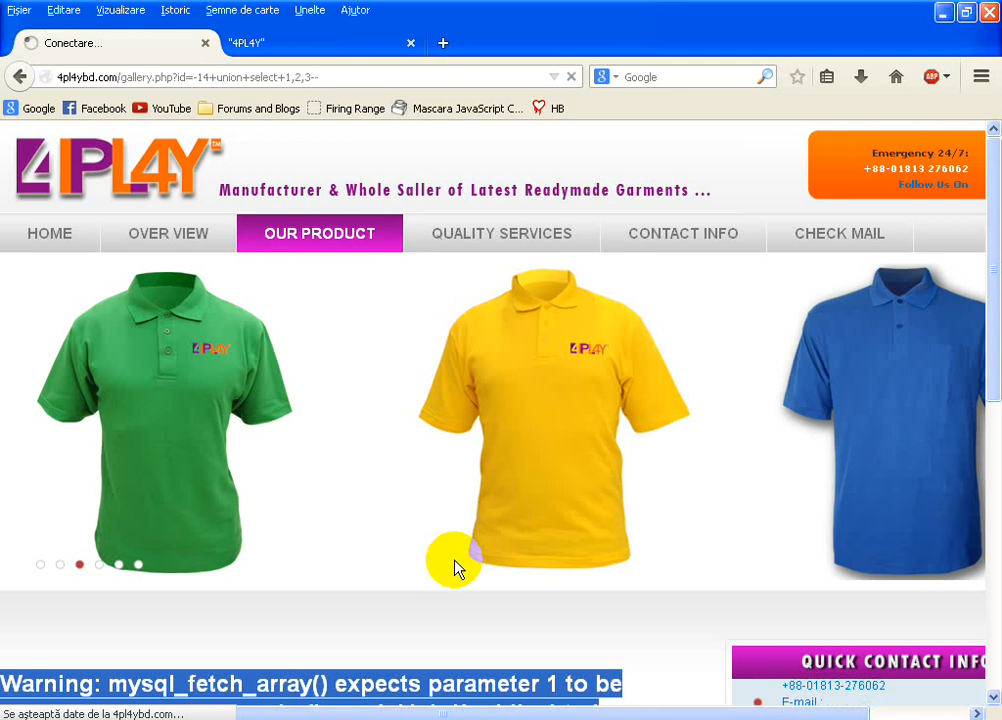 Fișier Editare Vizualizare Istoric Semne de carte Unelte Ajutor
Conectare... "4PL4Y"
4pl4ybd.com/gallery.php?id=-14+union+select+1,2,3-- Google
Google Facebook YouTube Forums and Blogs Firing Range Mascara JavaScript C... HB
4PL4Y™
Manufacturer & Whole Saller of Latest Readymade Garments ...
Emergency 24/7:
+88-01813 276062
Follow Us On
HOME OVER VIEW OUR PRODUCT QUALITY SERVICES CONTACT INFO CHECK MAIL
4PL4Y 4PL4Y
QUICK CONTACT INFO
Warning: mysql_fetch_array() expects parameter 1 to be
+88-01813-276062
E-mail :
Se așteaptă date de la 4pl4ybd.com...